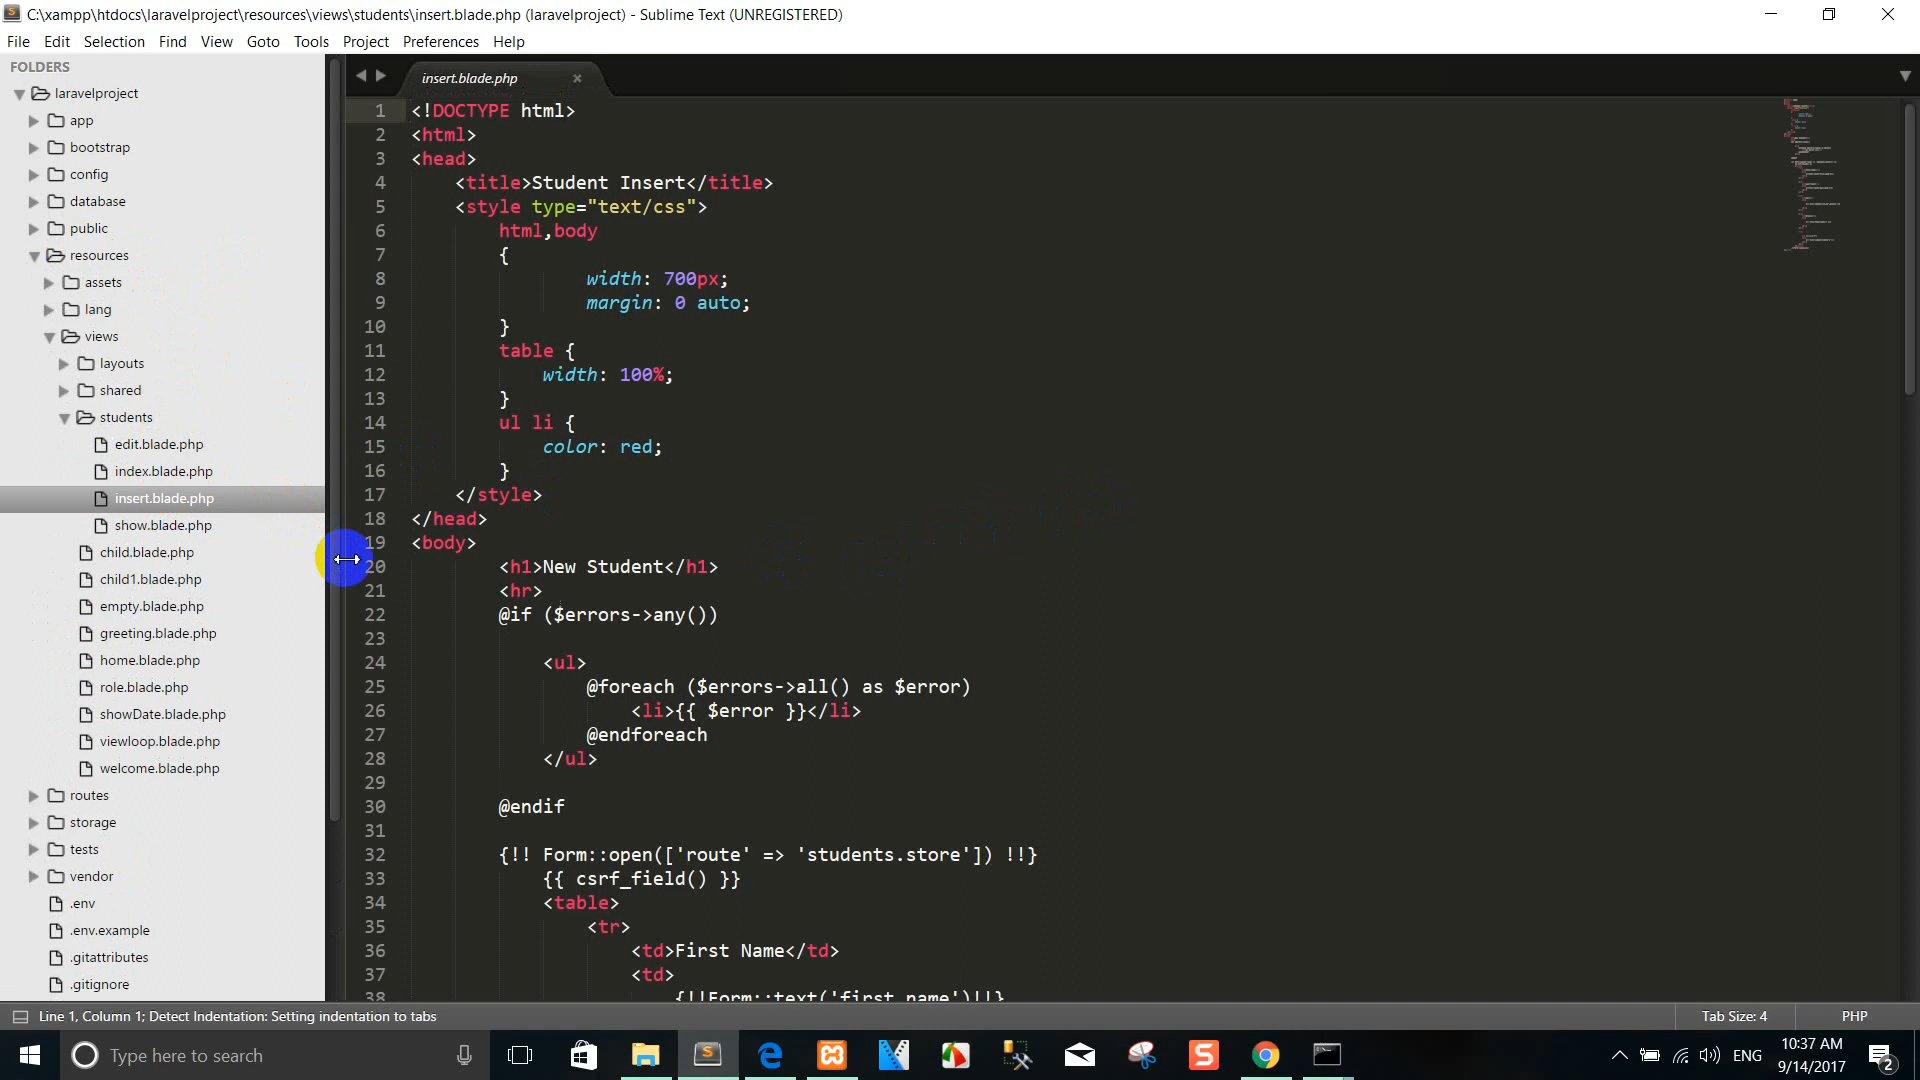 C:\xampp\htdocs\laravelproject\resources\views\students\insert.blade.php (laravelproject) - Sublime Text (UNREGISTERED)
File Edit Selection Find View Goto Tools Project Preferences Help
FOLDERS
laravelproject
app
bootstrap
config
database
public
resources
assets
lang
views
layouts
shared
students
edit.blade.php
index.blade.php
insert.blade.php
show.blade.php
child.blade.php
child1.blade.php
empty.blade.php
greeting.blade.php
home.blade.php
role.blade.php
showDate.blade.php
viewloop.blade.php
welcome.blade.php
routes
storage
tests
vendor
.env
.env.example
.gitattributes
.gitignore
insert.blade.php
1 <!DOCTYPE html>
2 <html>
3 <head>
4 <title>Student Insert</title>
5 <style type="text/css">
6 html,body
7 {
8 width: 700px;
9 margin: 0 auto;
10 }
11 table {
12 width: 100%;
13 }
14 ul li {
15 color: red;
16 }
17 </style>
18 </head>
19 <body>
20 <h1>New Student</h1>
21 <hr>
22 @if ($errors->any())
23
24 <ul>
25 @foreach ($errors->all() as $error)
26 <li>{{ $error }}</li>
27 @endforeach
28 </ul>
29
30 @endif
31
32 {!! Form::open(['route' => 'students.store']) !!}
33 {{ csrf_field() }}
34 <table>
35 <tr>
36 <td>First Name</td>
37 <td>
38 {!!Form::text('first_name')!!}
Line 1, Column 1; Detect Indentation: Setting indentation to tabs
Tab Size: 4
PHP
Type here to search
ENG
10:37 AM
9/14/2017
2